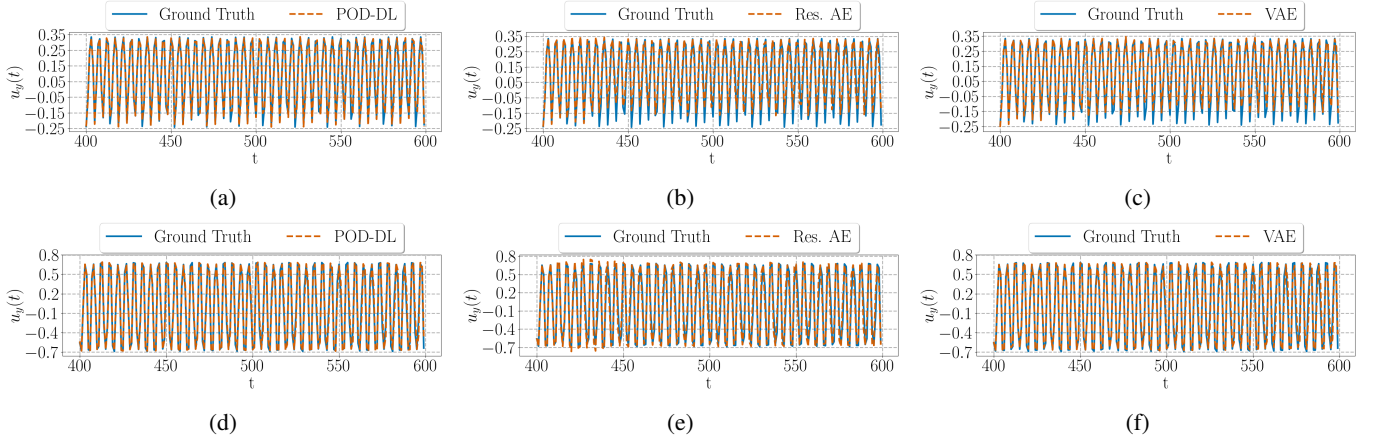 Ground Truth POD-DL
0.35
0.25
0.15
0.05
−0.05
−0.15
−0.25
u_y(t)
400 450 500 550 600
t
(a)
Ground Truth Res. AE
0.35
0.25
0.15
0.05
−0.05
−0.15
−0.25
u_y(t)
400 450 500 550 600
t
(b)
Ground Truth VAE
0.35
0.25
0.15
0.05
−0.05
−0.15
−0.25
u_y(t)
400 450 500 550 600
t
(c)
Ground Truth POD-DL
0.8
0.5
0.2
−0.1
−0.4
−0.7
u_y(t)
400 450 500 550 600
t
(d)
Ground Truth Res. AE
0.8
0.5
0.2
−0.1
−0.4
−0.7
u_y(t)
400 450 500 550 600
t
(e)
Ground Truth VAE
0.8
0.5
0.2
−0.1
−0.4
−0.7
u_y(t)
400 450 500 550 600
t
(f)